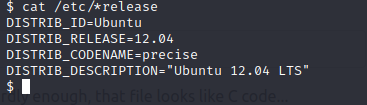 $ cat /etc/*release
DISTRIB_ID=Ubuntu
DISTRIB_RELEASE=12.04
DISTRIB_CODENAME=precise
DISTRIB_DESCRIPTION="Ubuntu 12.04 LTS"
$
enough, that file looks like C code...